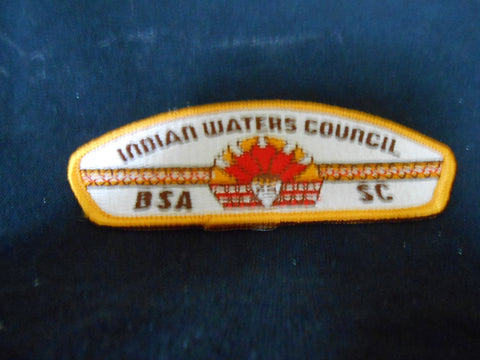 INDIAN WATERS COUNCIL
BSA SC